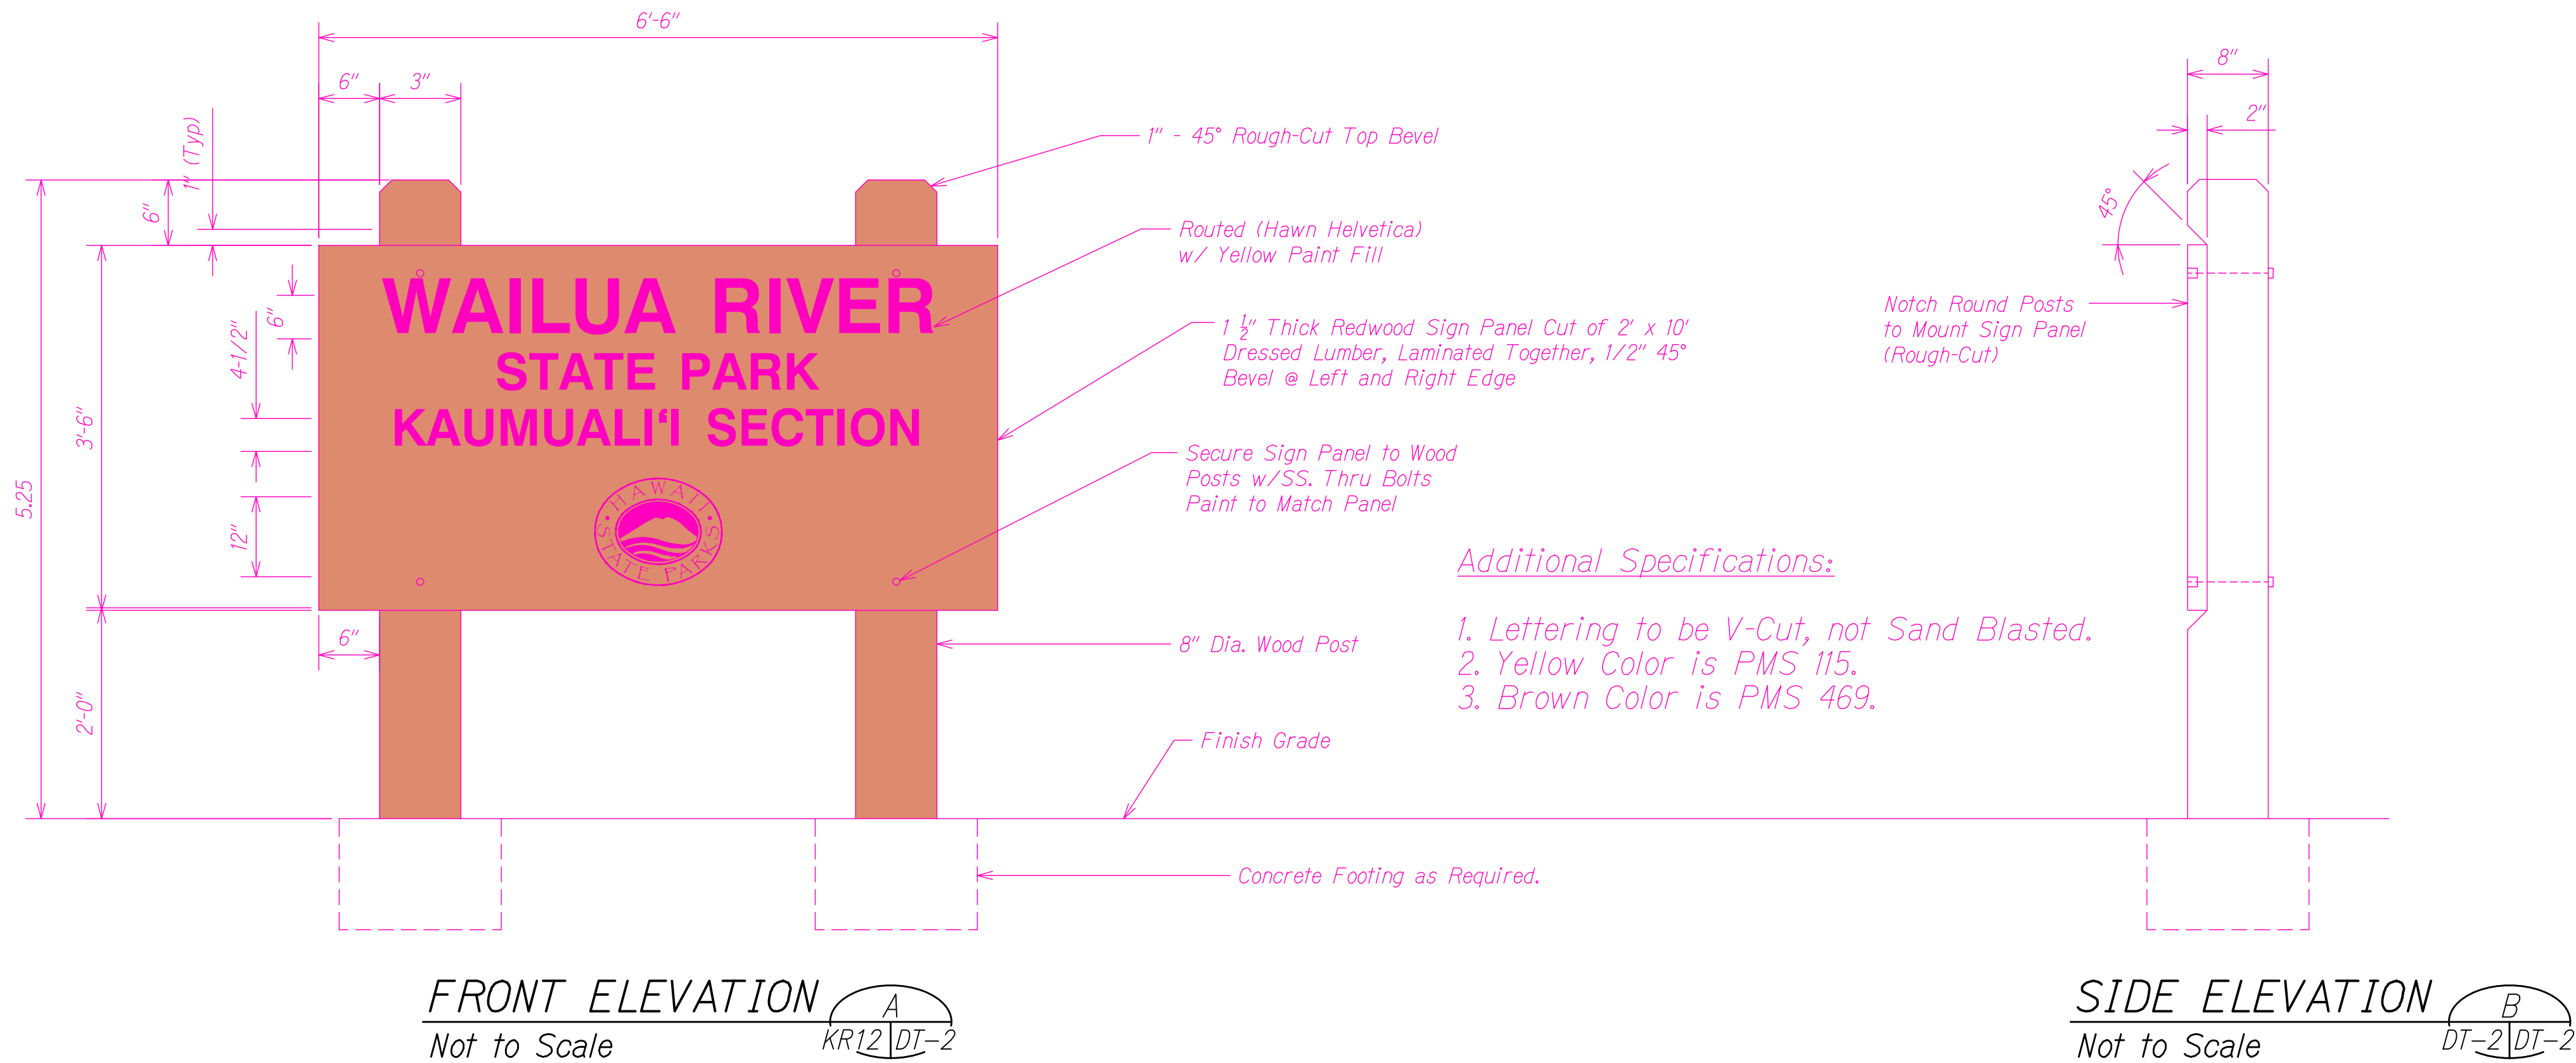 6'-6"
6"
3"
1" (Typ)
6"
5.25
3'-6"
2'-0"
6"
4-1/2"
12"
6"
WAILUA RIVER
STATE PARK
KAUMUALI‘I SECTION
HAWAII
STATE PARKS
1" - 45° Rough-Cut Top Bevel
Routed (Hawn Helvetica)
w/ Yellow Paint Fill
1 1/2" Thick Redwood Sign Panel Cut of 2' x 10'
Dressed Lumber, Laminated Together, 1/2" 45°
Bevel @ Left and Right Edge
Secure Sign Panel to Wood
Posts w/SS. Thru Bolts
Paint to Match Panel
8" Dia. Wood Post
Finish Grade
Concrete Footing as Required.
8"
2"
45°
Notch Round Posts
to Mount Sign Panel
(Rough-Cut)
Additional Specifications:
1. Lettering to be V-Cut, not Sand Blasted.
2. Yellow Color is PMS 115.
3. Brown Color is PMS 469.
FRONT ELEVATION
Not to Scale
A
KR12 DT-2
SIDE ELEVATION
Not to Scale
B
DT-2 DT-2